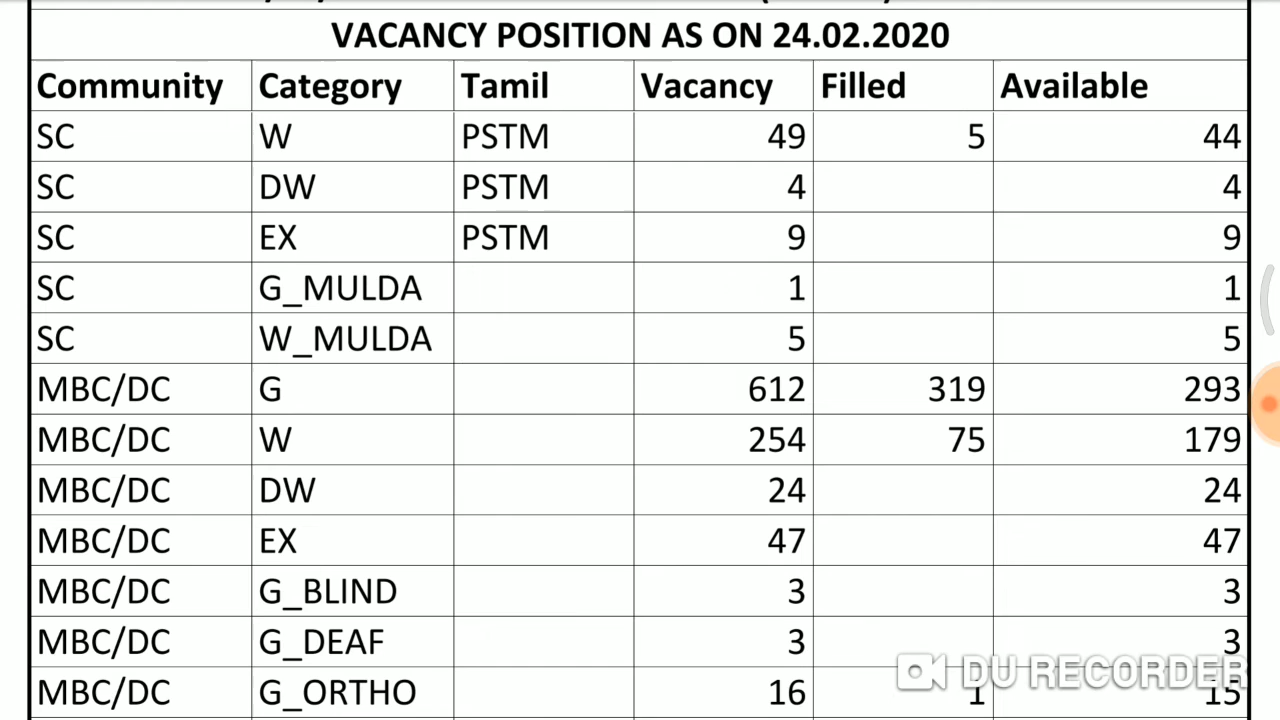 VACANCY POSITION AS ON 24.02.2020
Community Category Tamil Vacancy Filled Available
SC W PSTM 49 5 44
SC DW PSTM 4 4
SC EX PSTM 9 9
SC G_MULDA 1 1
SC W_MULDA 5 5
MBC/DC G 612 319 293
MBC/DC W 254 75 179
MBC/DC DW 24 24
MBC/DC EX 47 47
MBC/DC G_BLIND 3 3
MBC/DC G_DEAF 3 3
DU RECORDER
MBC/DC G_ORTHO 16 1 15